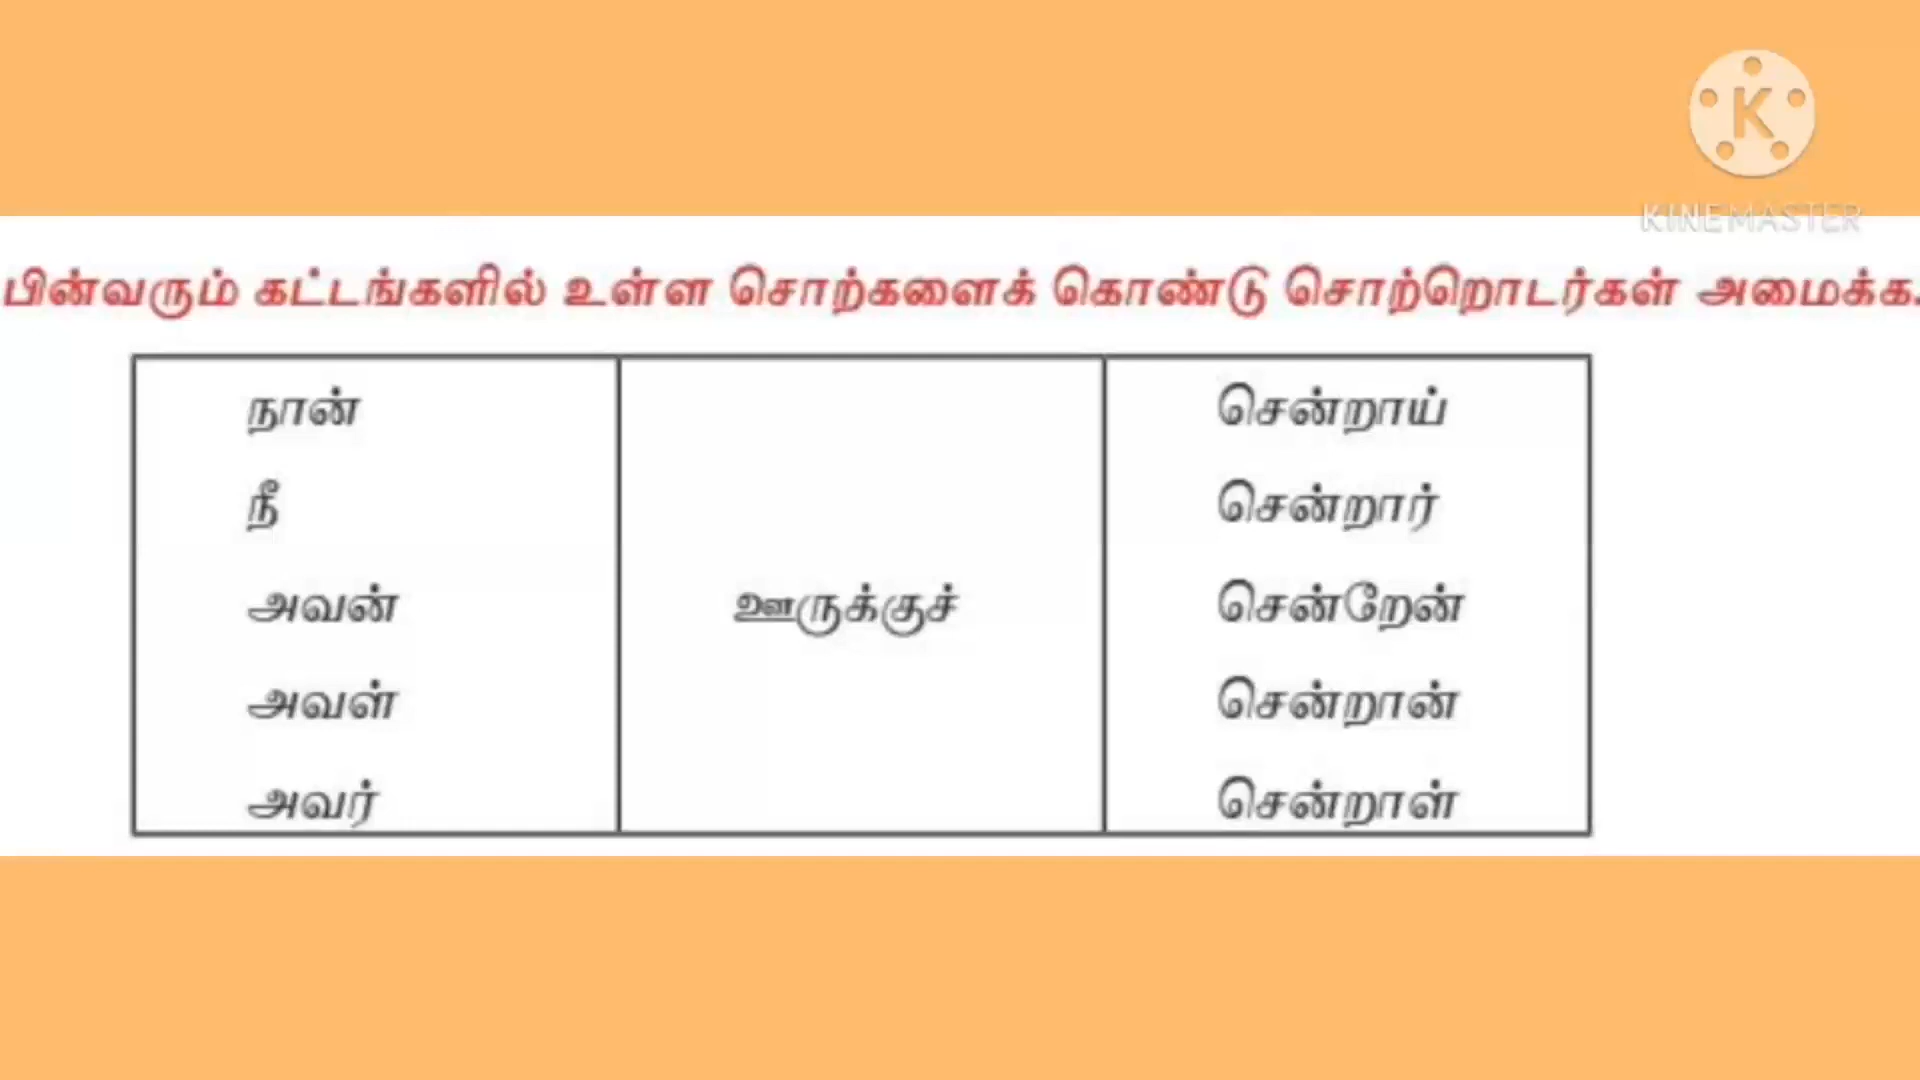 K
KINEMASTER
பின்வரும் கட்டங்களில் உள்ள சொற்களைக் கொண்டு சொற்றொடர்கள் அமைக்க.
நான் சென்றாய்
நீ சென்றார்
அவன் ஊருக்குச் சென்றேன்
அவள் சென்றான்
அவர் சென்றாள்